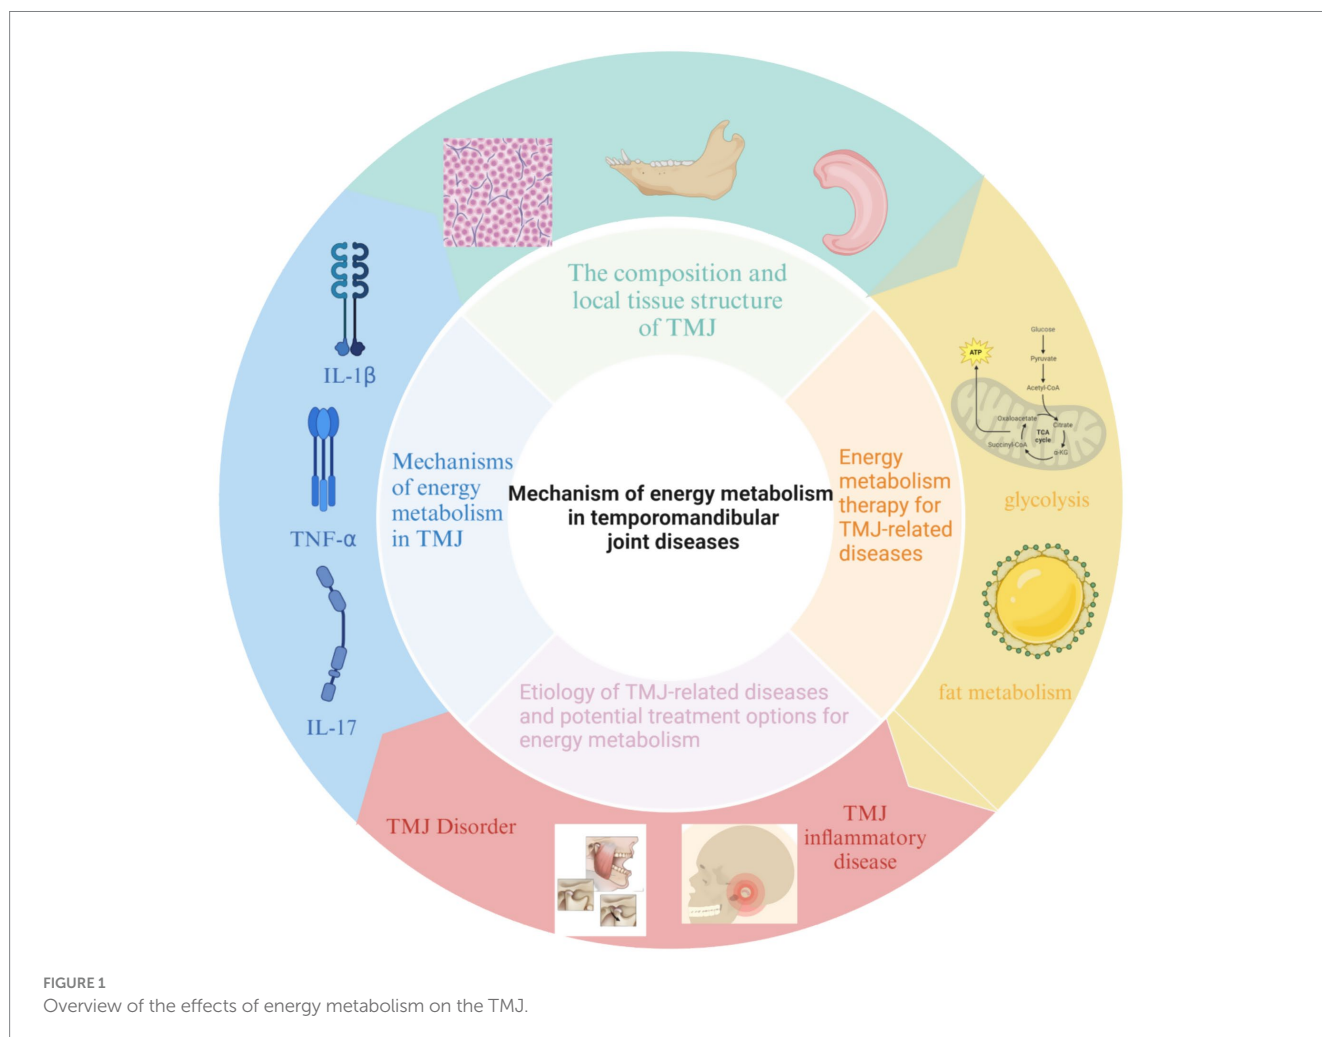 The composition and
local tissue structure
of TMJ
IL-1β
TNF-α
IL-17
Mechanisms
of energy
metabolism
in TMJ
Mechanism of energy metabolism
in temporomandibular
joint diseases
Energy
metabolism
therapy for
TMJ-related
diseases
Glucose
ATP
Pyruvate
Acetyl-CoA
Oxaloacetate
Citrate
TCA
cycle
Succinyl-CoA
α-KG
glycolysis
fat metabolism
Etiology of TMJ-related diseases
and potential treatment options for
energy metabolism
TMJ Disorder
TMJ
inflammatory
disease
FIGURE 1
Overview of the effects of energy metabolism on the TMJ.